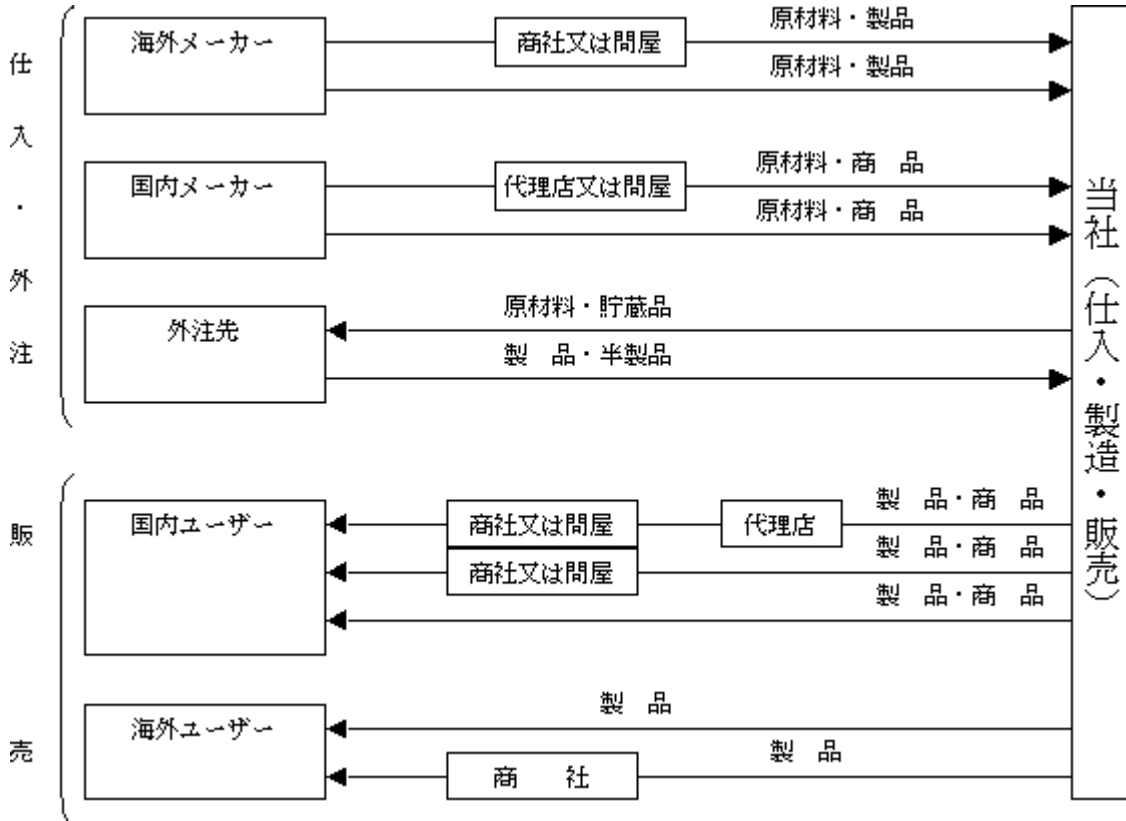 仕入・外注
海外メーカー
商社又は問屋
原材料・製品
原材料・製品
国内メーカー
代理店又は問屋
原材料・商　品
原材料・商　品
外注先
原材料・貯蔵品
製　品・半製品
販売
国内ユーザー
商社又は問屋
代理店
製　品・商　品
商社又は問屋
製　品・商　品
製　品・商　品
海外ユーザー
製　品
商　　社
製　品
当社（仕入・製造・販売）